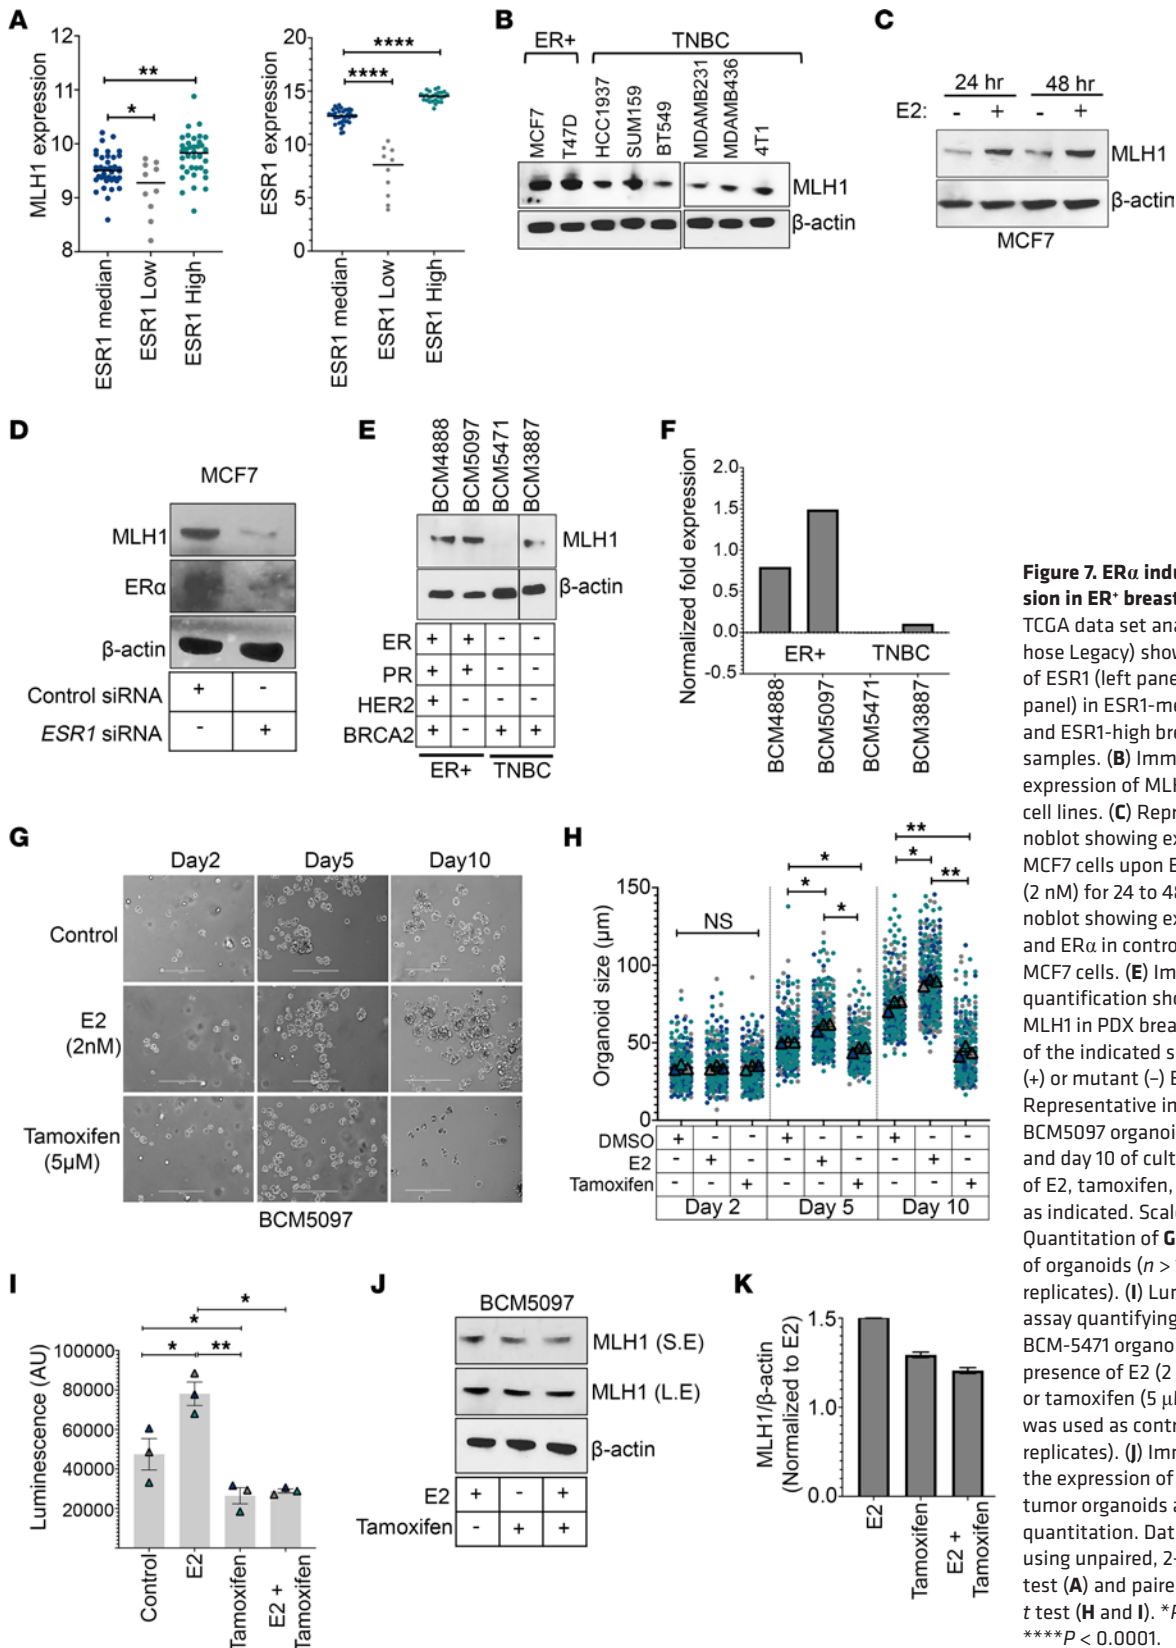 A
MLH1 expression
12
11
10
9
8
**
*
ESR1 median
ESR1 Low
ESR1 High
ESR1 expression
20
15
10
5
0
****
****
ESR1 median
ESR1 Low
ESR1 High
B
ER+ TNBC
MCF7
T47D
HCC1937
SUM159
BT549
MDAMB231
MDAMB436
4T1
MLH1
β-actin
C
24 hr 48 hr
E2: - + - +
MLH1
β-actin
MCF7
D
MCF7
MLH1
ERα
β-actin
Control siRNA + -
ESR1 siRNA - +
E
BCM4888
BCM5097
BCM5471
BCM3887
MLH1
β-actin
ER + + - -
PR + + - -
HER2 + - - -
BRCA2 + - + +
ER+ TNBC
F
Normalized fold expression
2.0
1.5
1.0
0.5
0.0
-0.5
ER+ TNBC
BCM4888
BCM5097
BCM5471
BCM3887
G
Day2 Day5 Day10
Control
E2
(2nM)
Tamoxifen
(5μM)
BCM5097
H
Organoid size (μm)
150
100
50
0
NS
*
*
*
**
*
**
DMSO + - - + - - + - -
E2 - + - - + - - + -
Tamoxifen - - + - - + - - +
Day 2 Day 5 Day 10
I
Luminescence (AU)
100000
80000
60000
40000
20000
*
*
* **
Control
E2
Tamoxifen
E2 +
Tamoxifen
J
BCM5097
MLH1 (S.E)
MLH1 (L.E)
β-actin
E2 + - +
Tamoxifen - + +
K
MLH1/β-actin
(Normalized to E2)
1.5
1.0
0.0
E2
Tamoxifen
E2 +
Tamoxifen
Figure 7. ERα indu
sion in ER⁺ breast
TCGA data set ana
hose Legacy) show
of ESR1 (left pane
panel) in ESR1-me
and ESR1-high bre
samples. (B) Imm
expression of MLH
cell lines. (C) Repr
noblot showing ex
MCF7 cells upon E
(2 nM) for 24 to 48
noblot showing ex
and ERα in contro
MCF7 cells. (E) Im
quantification sho
MLH1 in PDX brea
of the indicated s
(+) or mutant (–) E
Representative in
BCM5097 organoi
and day 10 of cult
of E2, tamoxifen,
as indicated. Scal
Quantitation of G
of organoids (n >
replicates). (I) Lur
assay quantifying
BCM-5471 organo
presence of E2 (2
or tamoxifen (5 μ
was used as contr
replicates). (J) Imr
the expression of
tumor organoids a
quantitation. Dat
using unpaired, 2-
test (A) and paire
t test (H and I). *P
****P < 0.0001.